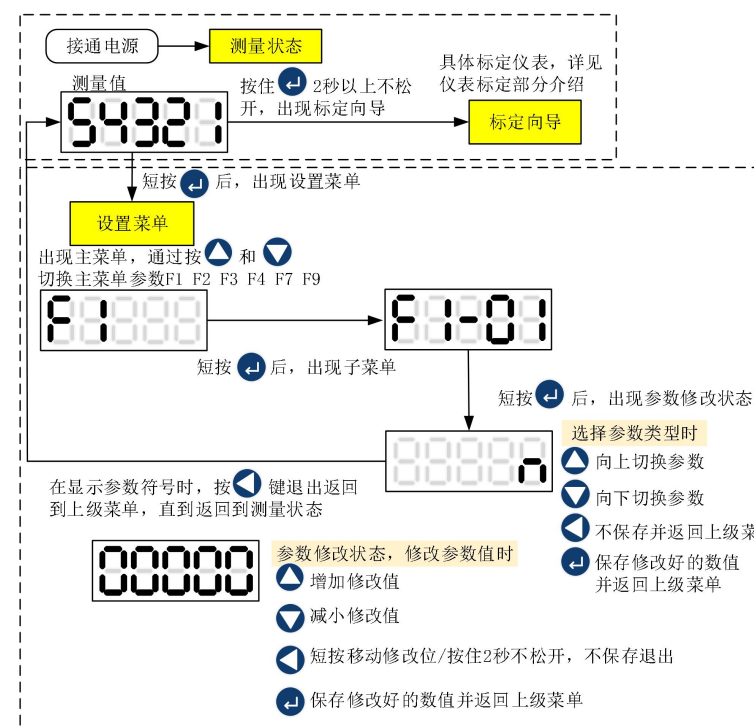 接通电源
测量状态
测量值
54321
按住 2秒以上不松
开，出现标定向导
具体标定仪表，详见
仪表标定部分介绍
标定向导
短按 后，出现设置菜单
设置菜单
出现主菜单，通过按 和
切换主菜单参数F1 F2 F3 F4 F7 F9
F1
F1-01
短按 后，出现子菜单
短按 后，出现参数修改状态
n
选择参数类型时
向上切换参数
向下切换参数
不保存并返回上级菜
保存修改好的数值
并返回上级菜单
在显示参数符号时，按 键退出返回
到上级菜单，直到返回到测量状态
00000
参数修改状态，修改参数值时
增加修改值
减小修改值
短按移动修改位/按住2秒不松开，不保存退出
保存修改好的数值并返回上级菜单